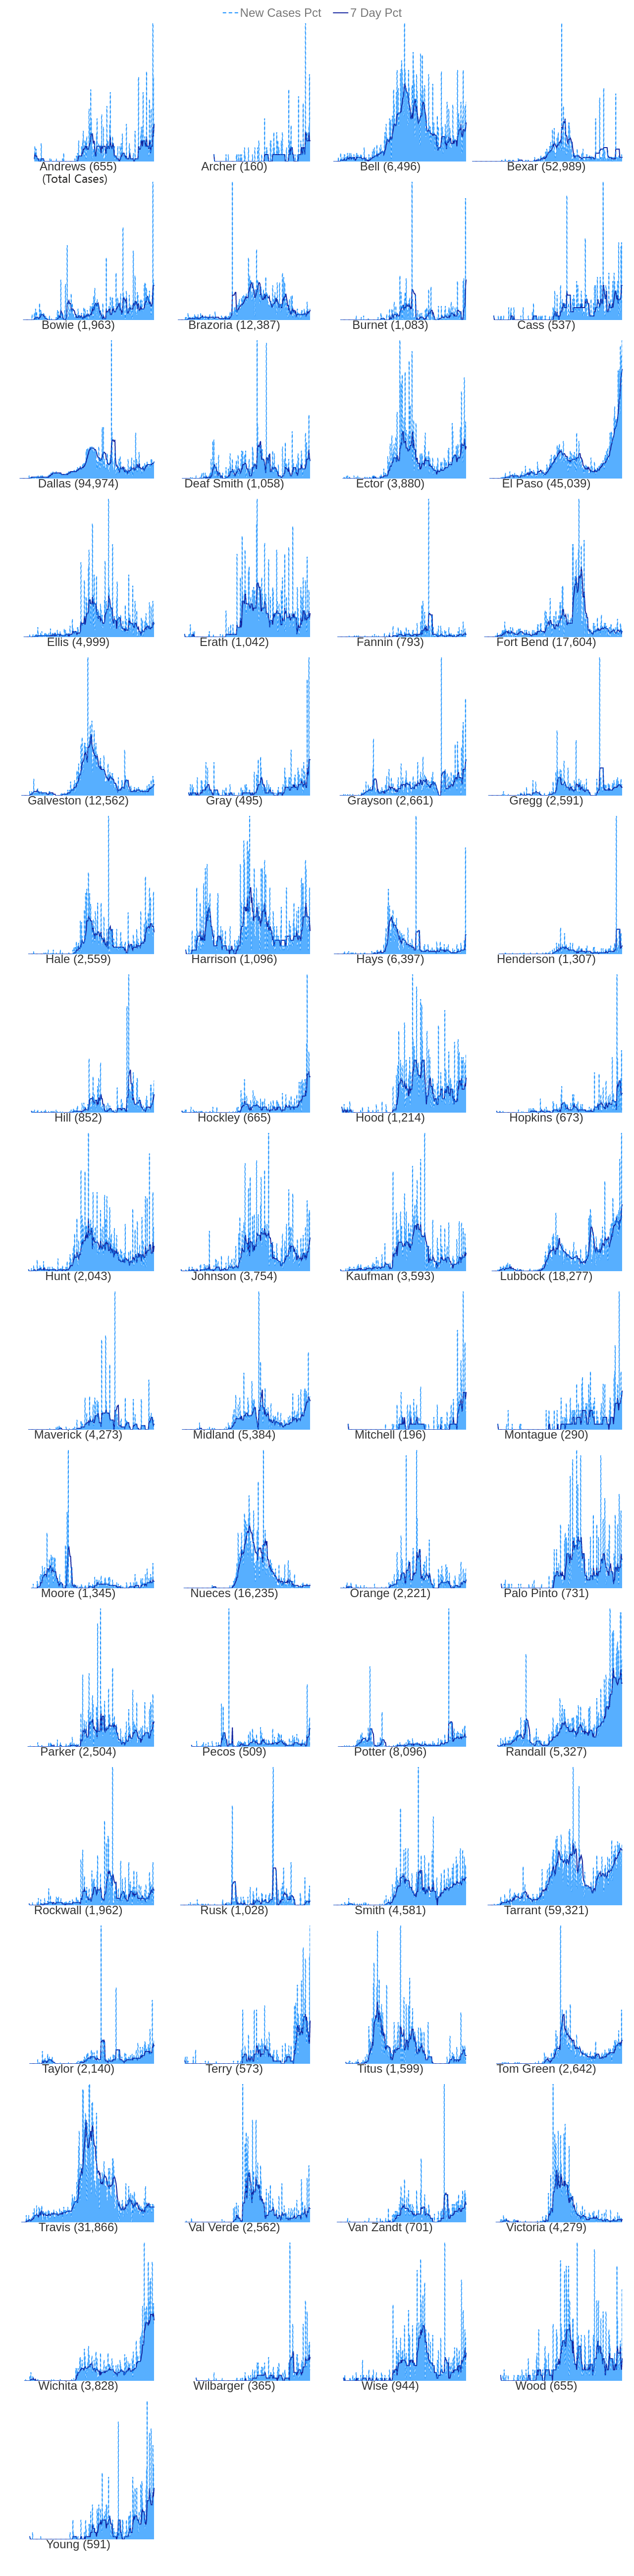 New Cases Pct 7 Day Pct
Andrews (655) Archer (160) Bell (6,496) Bexar (52,989)
(Total Cases)
Bowie (1,963) Brazoria (12,387) Burnet (1,083) Cass (537)
Dallas (94,974) Deaf Smith (1,058) Ector (3,880) El Paso (45,039)
Ellis (4,999) Erath (1,042) Fannin (793) Fort Bend (17,604)
Galveston (12,562) Gray (495) Grayson (2,661) Gregg (2,591)
Hale (2,559) Harrison (1,096) Hays (6,397) Henderson (1,307)
Hill (852) Hockley (665) Hood (1,214) Hopkins (673)
Hunt (2,043) Johnson (3,754) Kaufman (3,593) Lubbock (18,277)
Maverick (4,273) Midland (5,384) Mitchell (196) Montague (290)
Moore (1,345) Nueces (16,235) Orange (2,221) Palo Pinto (731)
Parker (2,504) Pecos (509) Potter (8,096) Randall (5,327)
Rockwall (1,962) Rusk (1,028) Smith (4,581) Tarrant (59,321)
Taylor (2,140) Terry (573) Titus (1,599) Tom Green (2,642)
Travis (31,866) Val Verde (2,562) Van Zandt (701) Victoria (4,279)
Wichita (3,828) Wilbarger (365) Wise (944) Wood (655)
Young (591)